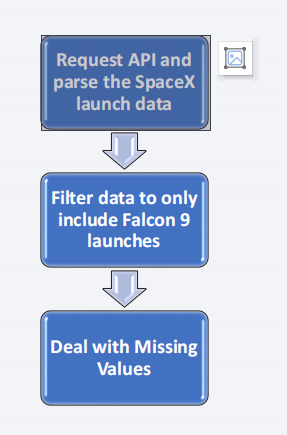 Request API and
parse the SpaceX
launch data
Filter data to only
include Falcon 9
launches
Deal with Missing
Values